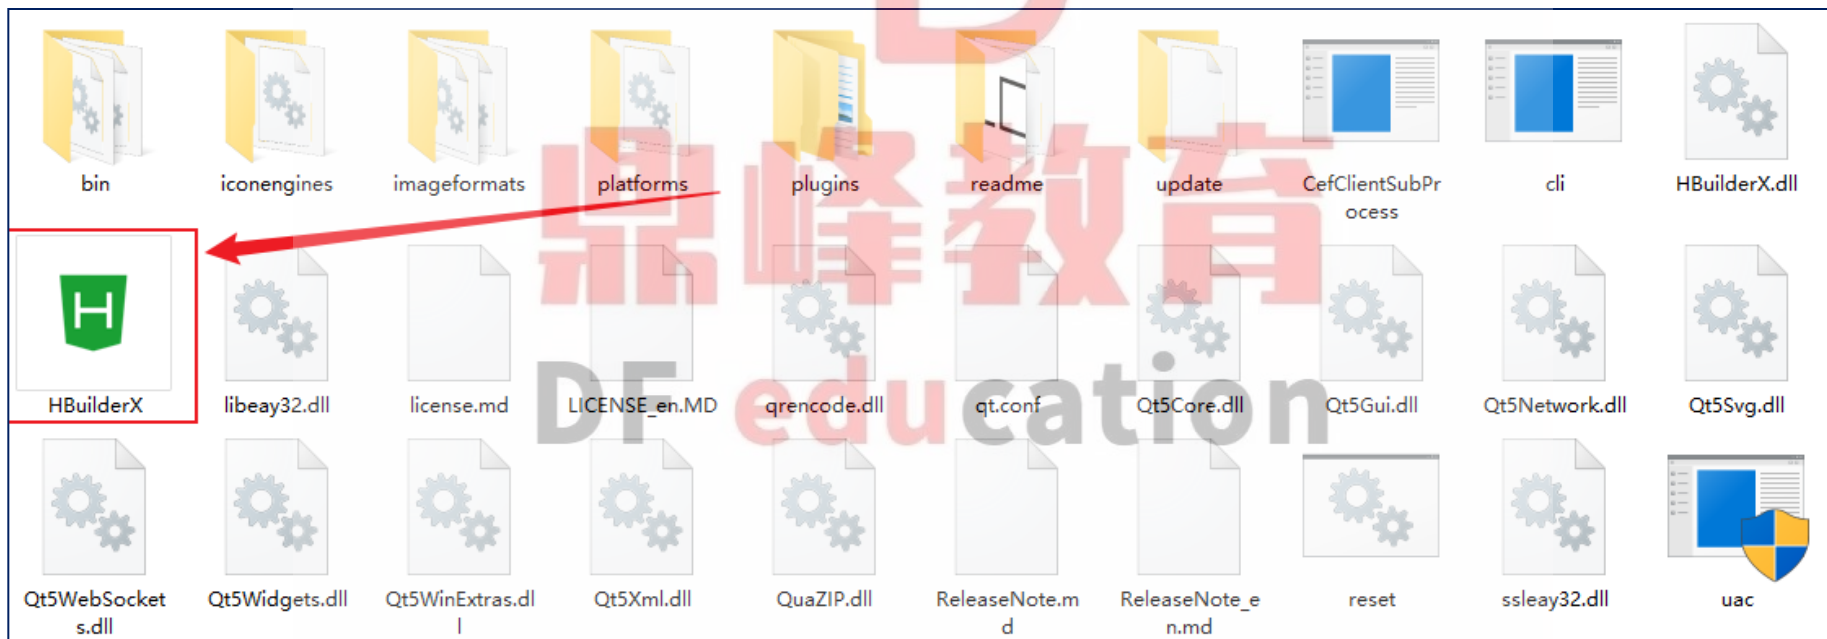 bin
iconengines
imageformats
platforms
plugins
readme
update
CefClientSubPr
ocess
cli
HBuilderX.dll
鼎峰教育
H
HBuilderX
libeay32.dll
license.md
LICENSE_en.MD
qrencode.dll
qt.conf
Qt5Core.dll
Qt5Gui.dll
Qt5Network.dll
Qt5Svg.dll
DF education
Qt5WebSocket
s.dll
Qt5Widgets.dll
Qt5WinExtras.dl
l
Qt5Xml.dll
QuaZIP.dll
ReleaseNote.m
d
ReleaseNote_e
n.md
reset
ssleay32.dll
uac